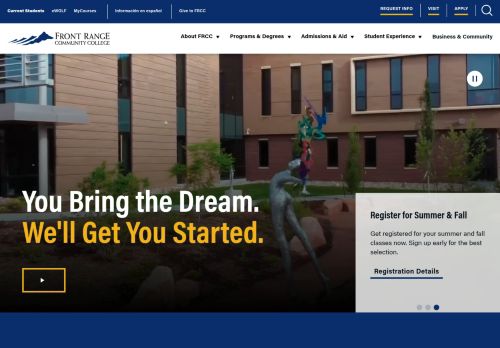 Current Students eWOLF MyCourses Información en español Give to FRCC REQUEST INFO VISIT APPLY
FRONT RANGE
COMMUNITY COLLEGE
About FRCC Programs & Degrees Admissions & Aid Student Experience Business & Community
You Bring the Dream.
We'll Get You Started.
Register for Summer & Fall
Get registered for your summer and fall
classes now. Sign up early for the best
selection.
Registration Details